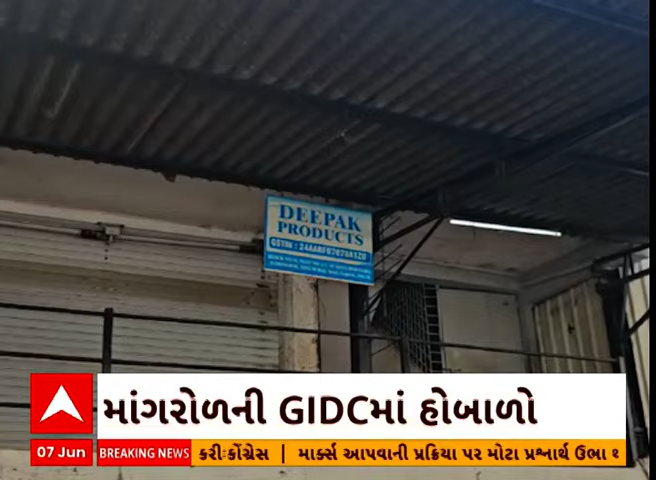 DEEPAK
PRODUCTS
માંગરોળની GIDCમાં હોબાળો
07 Jun
BREAKING NEWS
કરી:કોંગ્રેસ | માર્ક્સ આપવાની પ્રક્રિયા પર મોટા પ્રશ્નાર્થ ઉભા